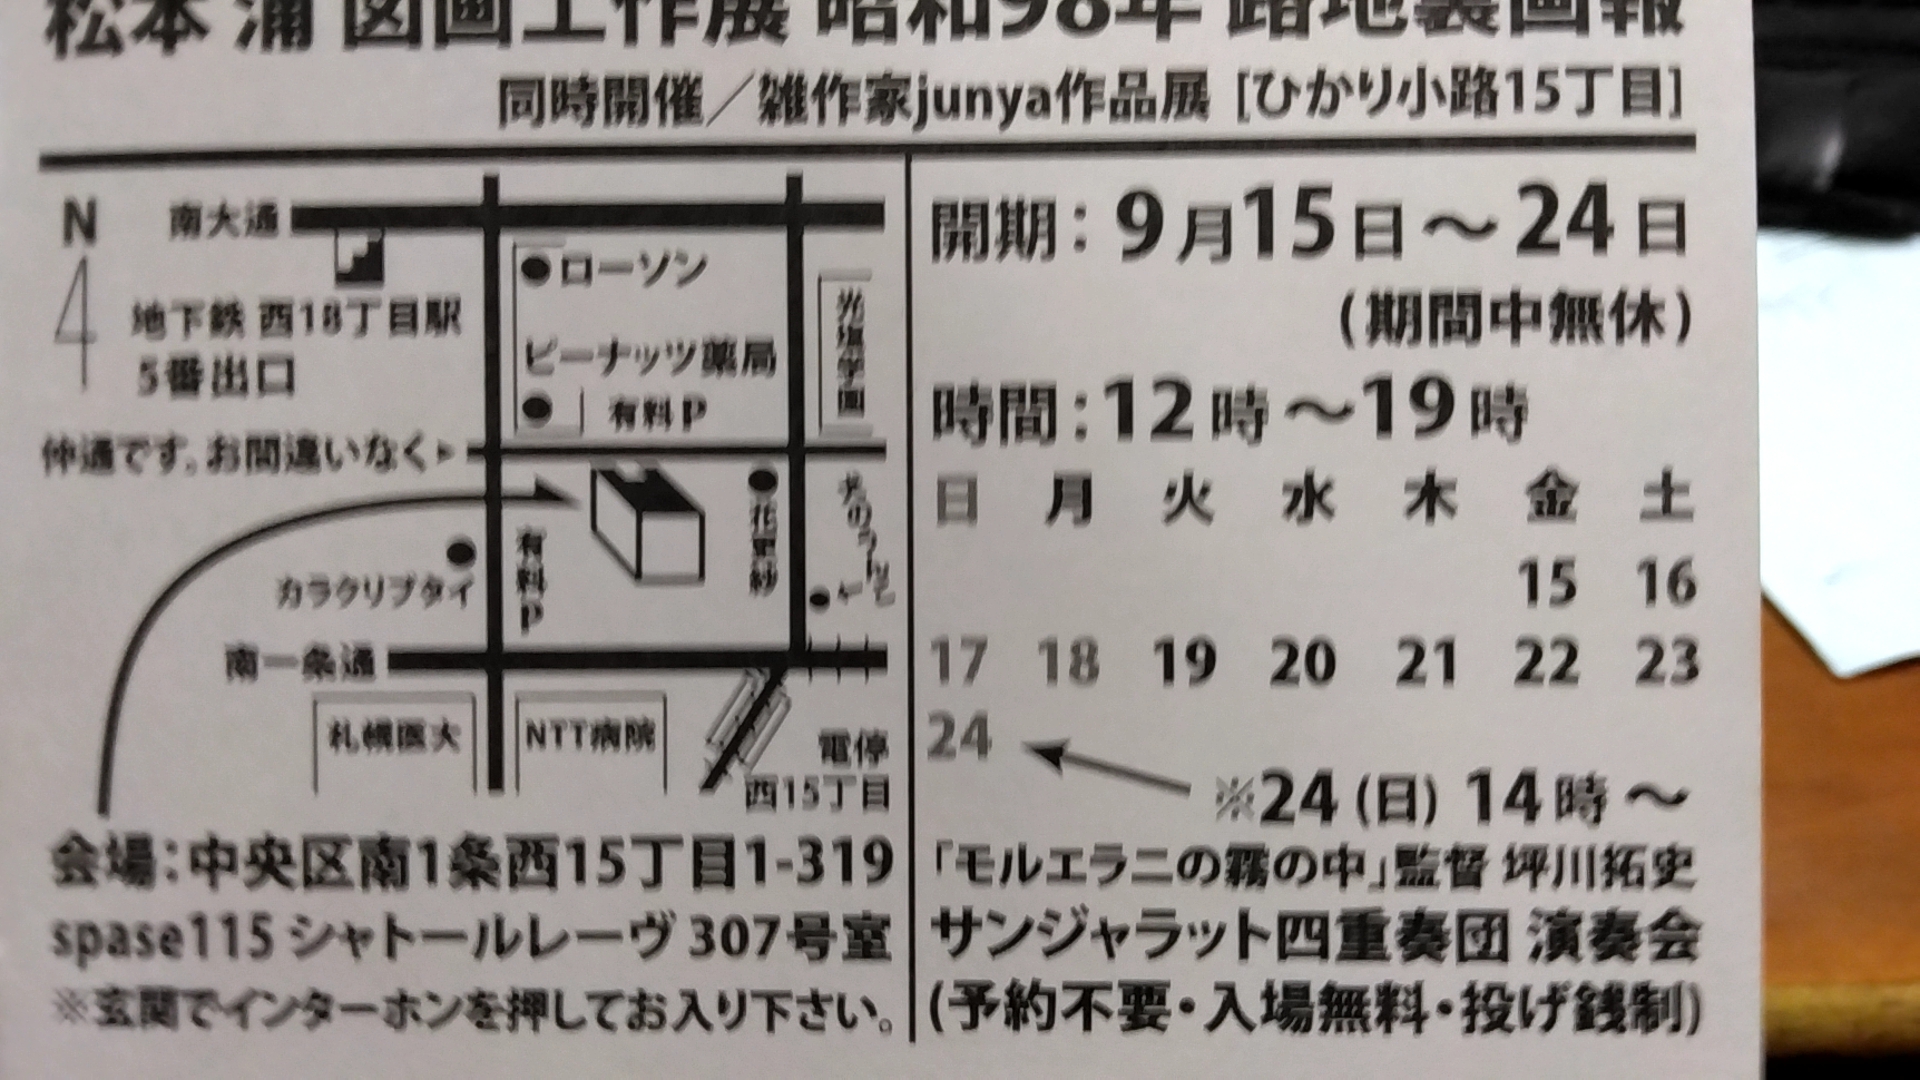 松本 浦 図画工作展 昭和98年 路地裏画報
同時開催／雑作家junya作品展 [ひかり小路15丁目]
N
南大通
地下鉄 西18丁目駅
5番出口
ローソン
ピーナッツ薬局
有料P
光塩学園
仲通です。お間違いなく▶
カラクリブタイ
有料P
花更紗
南一条通
札幌医大
NTT病院
電停
西15丁目
会場：中央区南1条西15丁目1-319
spase115 シャトールレーヴ 307号室
※玄関でインターホンを押してお入り下さい。
開期：9月15日～24日
（期間中無休）
時間：12時～19時
日 月 火 水 木 金 土
15 16
17 18 19 20 21 22 23
24
※24（日）14時～
「モルエラニの霧の中」監督 坪川拓史
サンジャラット四重奏団 演奏会
（予約不要・入場無料・投げ銭制）